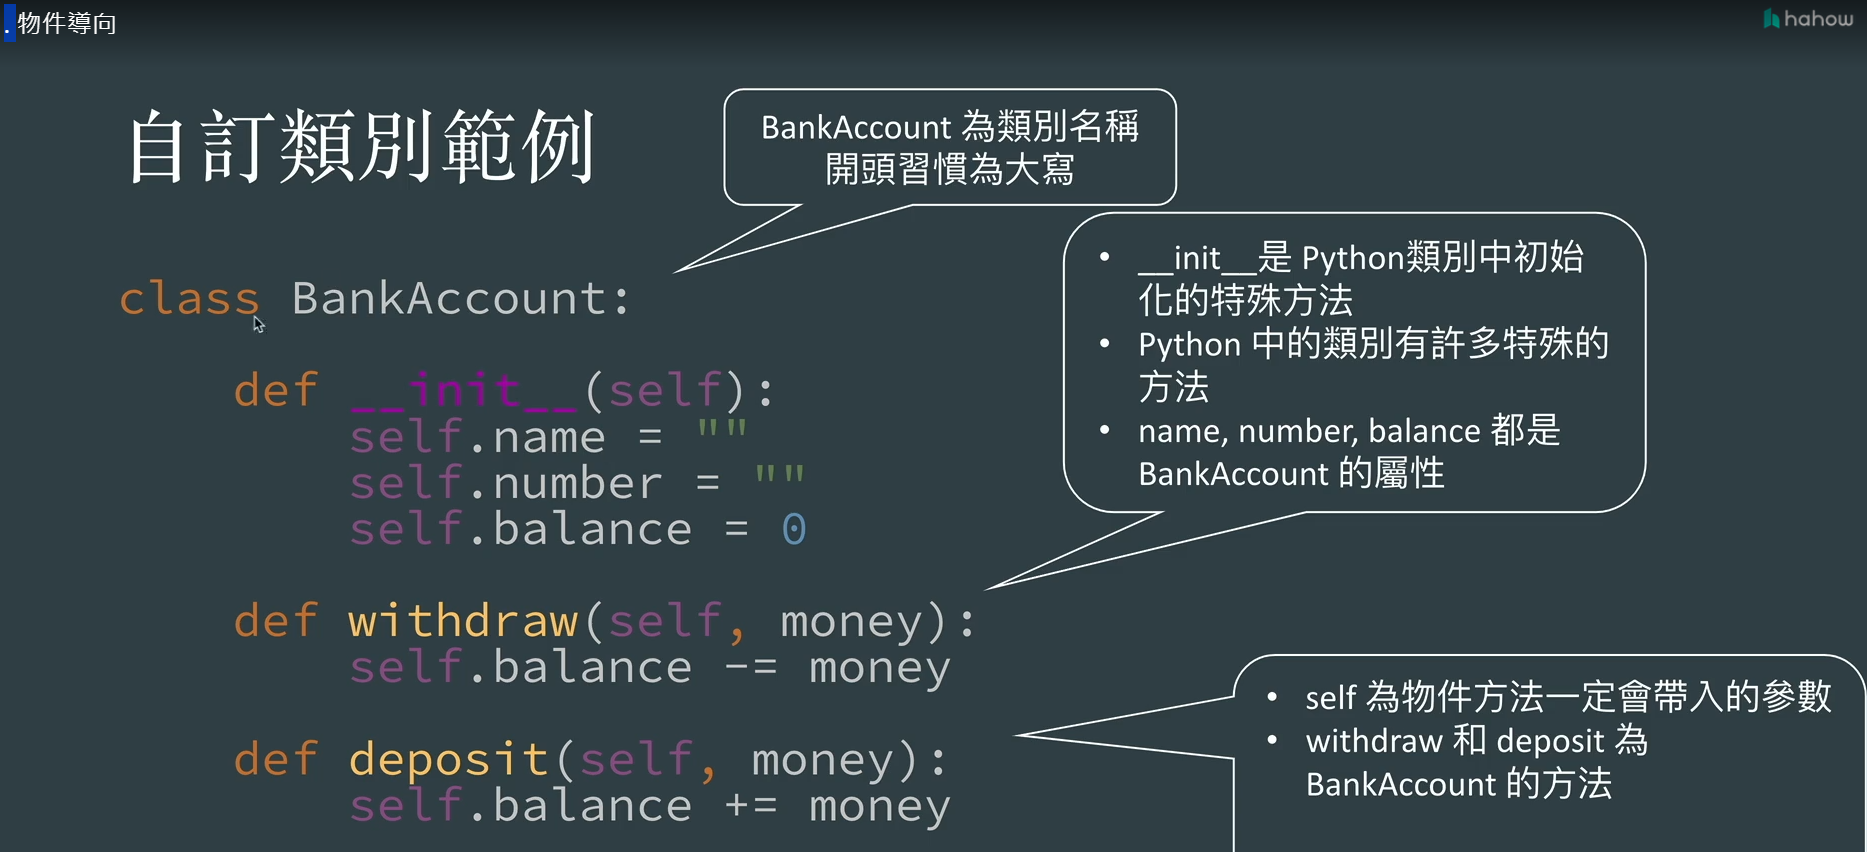 .物件導向
hahow
自訂類別範例
BankAccount 為類別名稱
開頭習慣為大寫
class BankAccount:
def __init__(self):
self.name = ""
self.number = ""
self.balance = 0
def withdraw(self, money):
self.balance -= money
def deposit(self, money):
self.balance += money
• __init__是 Python類別中初始
化的特殊方法
• Python 中的類別有許多特殊的
方法
• name, number, balance 都是
BankAccount 的屬性
• self 為物件方法一定會帶入的參數
• withdraw 和 deposit 為
BankAccount 的方法